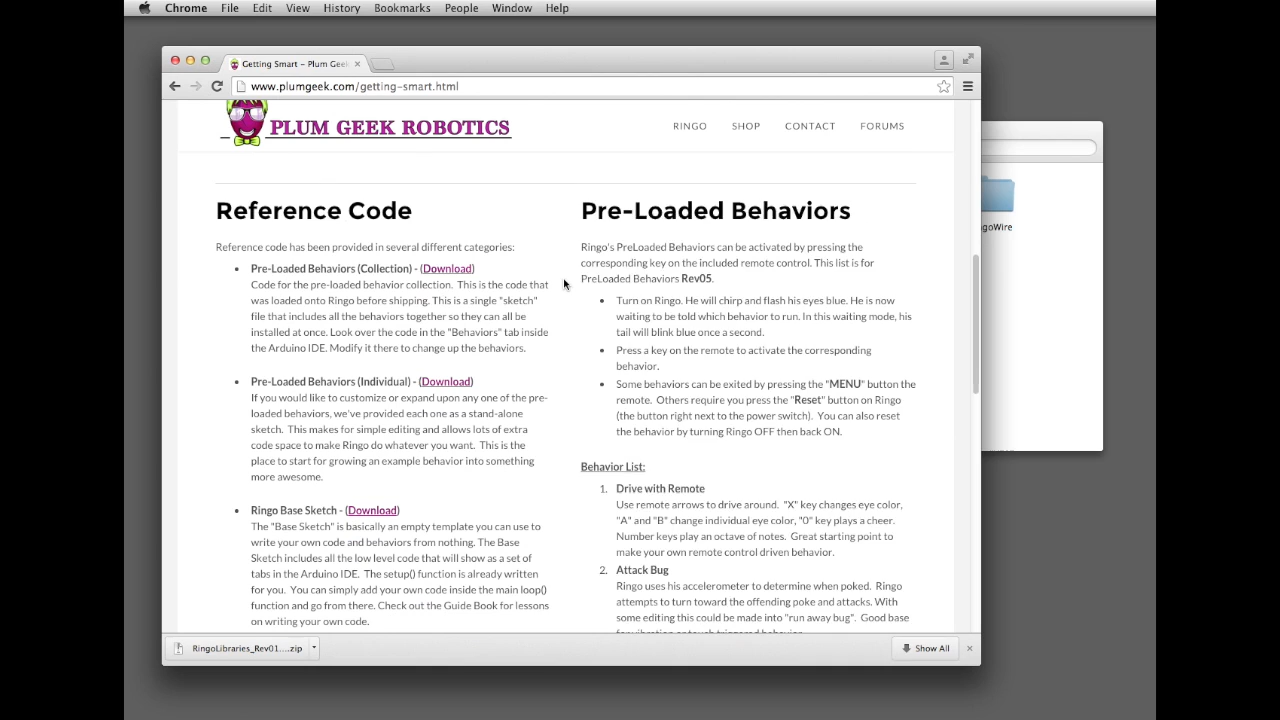 Chrome File Edit View History Bookmarks People Window Help
Getting Smart – Plum Gee
www.plumgeek.com/getting-smart.html
PLUM GEEK ROBOTICS
RINGO SHOP CONTACT FORUMS
Reference Code
Reference code has been provided in several different categories:
• Pre-Loaded Behaviors (Collection) - (Download)
Code for the pre-loaded behavior collection. This is the code that
was loaded onto Ringo before shipping. This is a single "sketch"
file that includes all the behaviors together so they can all be
installed at once. Look over the code in the "Behaviors" tab inside
the Arduino IDE. Modify it there to change up the behaviors.
• Pre-Loaded Behaviors (Individual) - (Download)
If you would like to customize or expand upon any one of the pre-
loaded behaviors, we've provided each one as a stand-alone
sketch. This makes for simple editing and allows lots of extra
code space to make Ringo do whatever you want. This is the
place to start for growing an example behavior into something
more awesome.
• Ringo Base Sketch - (Download)
The "Base Sketch" is basically an empty template you can use to
write your own code and behaviors from nothing. The Base
Sketch includes all the low level code that will show as a set of
tabs in the Arduino IDE. The setup() function is already written
for you. You can simply add your own code inside the main loop()
function and go from there. Check out the Guide Book for lessons
on writing your own code.
Pre-Loaded Behaviors
Ringo's PreLoaded Behaviors can be activated by pressing the
corresponding key on the included remote control. This list is for
PreLoaded Behaviors Rev05.
• Turn on Ringo. He will chirp and flash his eyes blue. He is now
waiting to be told which behavior to run. In this waiting mode, his
tail will blink blue once a second.
• Press a key on the remote to activate the corresponding
behavior.
• Some behaviors can be exited by pressing the "MENU" button the
remote. Others require you press the "Reset" button on Ringo
(the button right next to the power switch). You can also reset
the behavior by turning Ringo OFF then back ON.
Behavior List:
1. Drive with Remote
Use remote arrows to drive around. "X" key changes eye color,
"A" and "B" change individual eye color, "0" key plays a cheer.
Number keys play an octave of notes. Great starting point to
make your own remote control driven behavior.
2. Attack Bug
Ringo uses his accelerometer to determine when poked. Ringo
attempts to turn toward the offending poke and attacks. With
some editing this could be made into "run away bug". Good base
for vibration or touch triggered behavior.
goWire
RingoLibraries_Rev01....zip
Show All